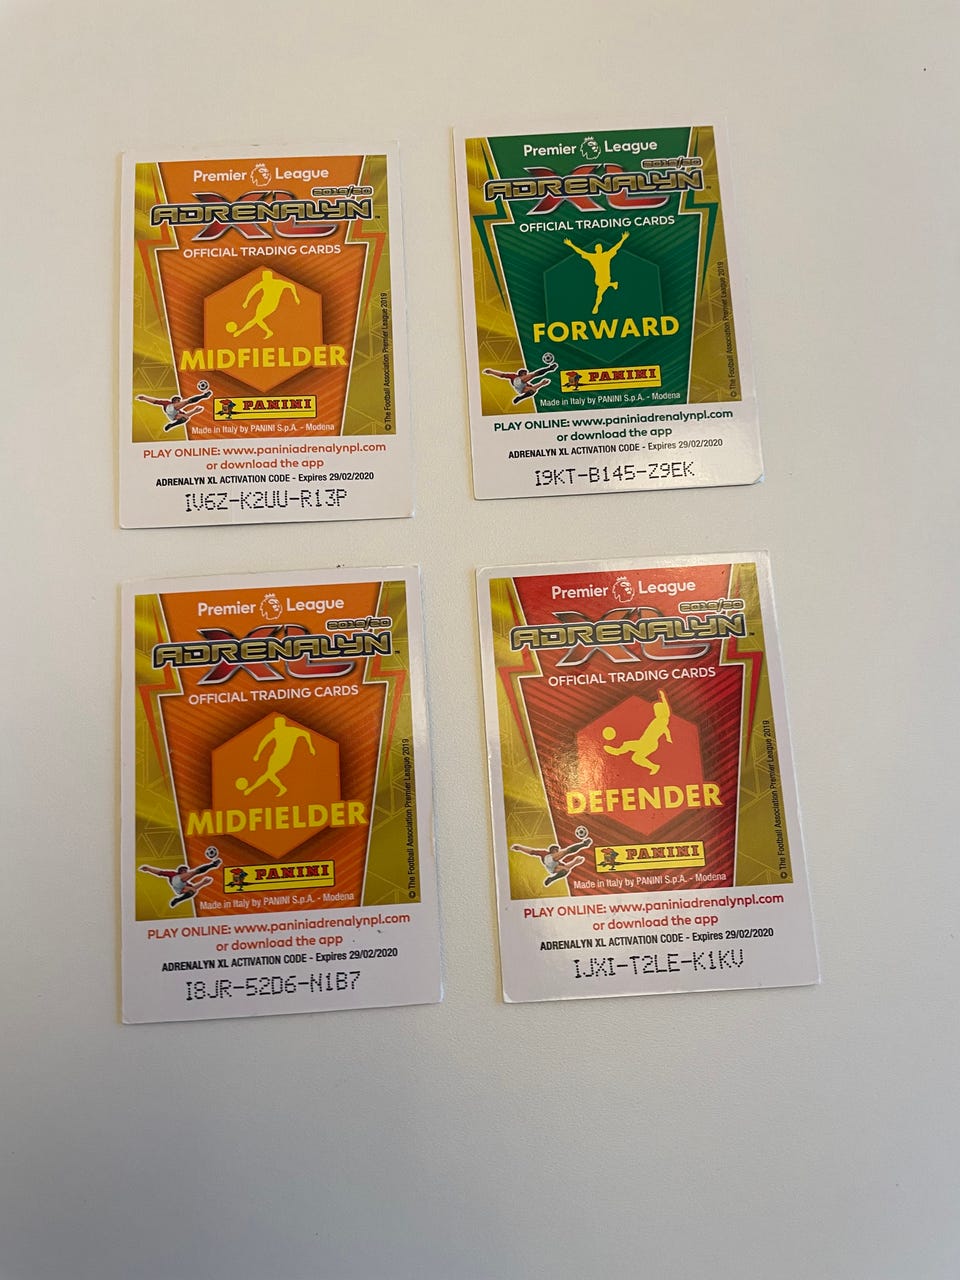 Premier League
2019/20
ADRENALYN XL™
OFFICIAL TRADING CARDS
MIDFIELDER
PANINI
Made in Italy by PANINI S.p.A. - Modena
© The Football Association Premier League 2019
PLAY ONLINE: www.paniniadrenalynpl.com
or download the app
ADRENALYN XL ACTIVATION CODE - Expires 29/02/2020
IV6Z-K2UU-R13P
Premier League
2019/20
ADRENALYN XL™
OFFICIAL TRADING CARDS
FORWARD
PANINI
Made in Italy by PANINI S.p.A. - Modena
© The Football Association Premier League 2019
PLAY ONLINE: www.paniniadrenalynpl.com
or download the app
ADRENALYN XL ACTIVATION CODE - Expires 29/02/2020
I9KT-B145-Z9EK
Premier League
2019/20
ADRENALYN XL™
OFFICIAL TRADING CARDS
MIDFIELDER
PANINI
Made in Italy by PANINI S.p.A. - Modena
© The Football Association Premier League 2019
PLAY ONLINE: www.paniniadrenalynpl.com
or download the app
ADRENALYN XL ACTIVATION CODE - Expires 29/02/2020
I8JR-52D6-N1B7
Premier League
2019/20
ADRENALYN XL™
OFFICIAL TRADING CARDS
DEFENDER
PANINI
Made in Italy by PANINI S.p.A. - Modena
© The Football Association Premier League 2019
PLAY ONLINE: www.paniniadrenalynpl.com
or download the app
ADRENALYN XL ACTIVATION CODE - Expires 29/02/2020
IJXI-T2LE-K1KV